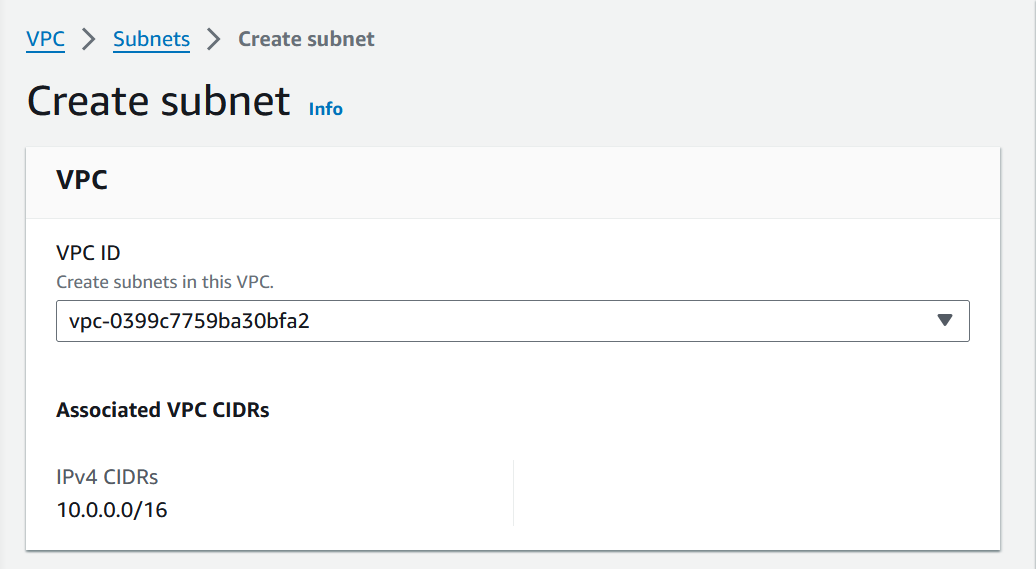 VPC > Subnets > Create subnet
Create subnet Info
VPC
VPC ID
Create subnets in this VPC.
vpc-0399c7759ba30bfa2
Associated VPC CIDRs
IPv4 CIDRs
10.0.0.0/16